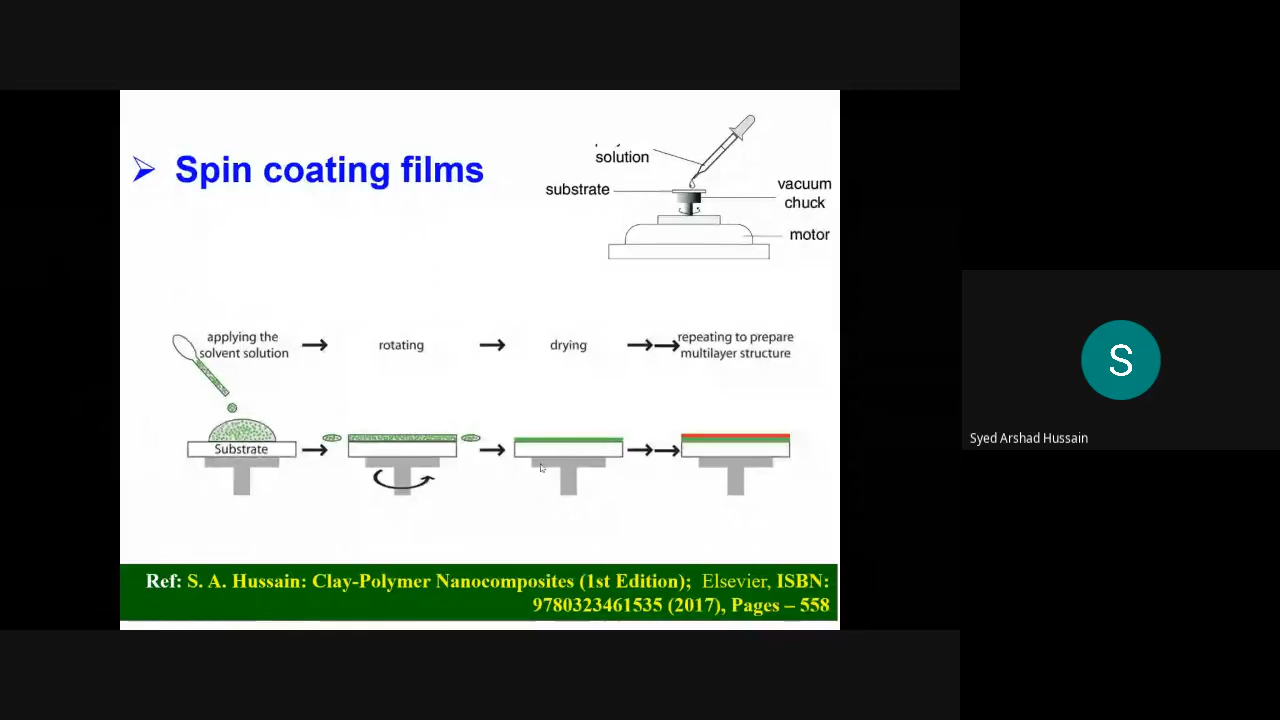 Spin coating films
solution
substrate
vacuum
chuck
motor
applying the
solvent solution
rotating
drying
repeating to prepare
multilayer structure
Substrate
Ref: S. A. Hussain: Clay-Polymer Nanocomposites (1st Edition); Elsevier, ISBN:
9780323461535 (2017), Pages – 558
S
Syed Arshad Hussain